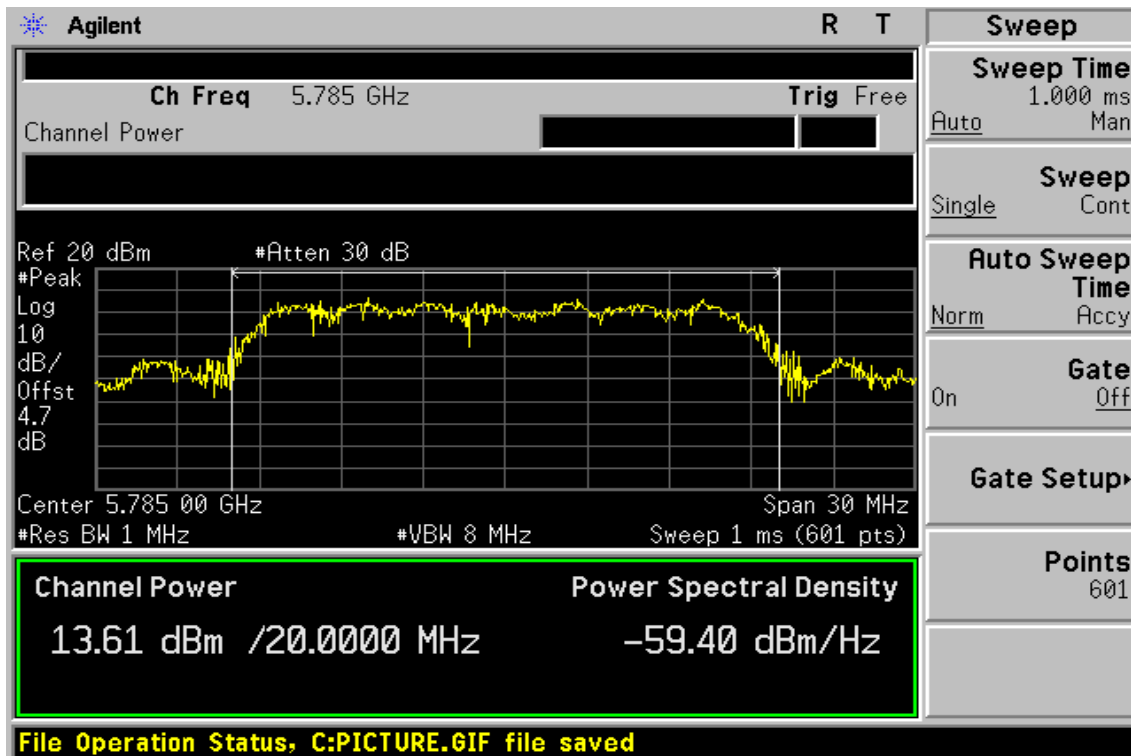 Agilent R T
Ch Freq 5.785 GHz Trig Free
Channel Power
Ref 20 dBm #Atten 30 dB
#Peak
Log
10
dB/
Offst
4.7
dB
Center 5.785 00 GHz Span 30 MHz
#Res BW 1 MHz #VBW 8 MHz Sweep 1 ms (601 pts)
Channel Power Power Spectral Density
13.61 dBm /20.0000 MHz -59.40 dBm/Hz
File Operation Status, C:PICTURE.GIF file saved
Sweep
Sweep Time
1.000 ms
Auto Man
Sweep
Single Cont
Auto Sweep
Time
Norm Accy
Gate
On Off
Gate Setup
Points
601